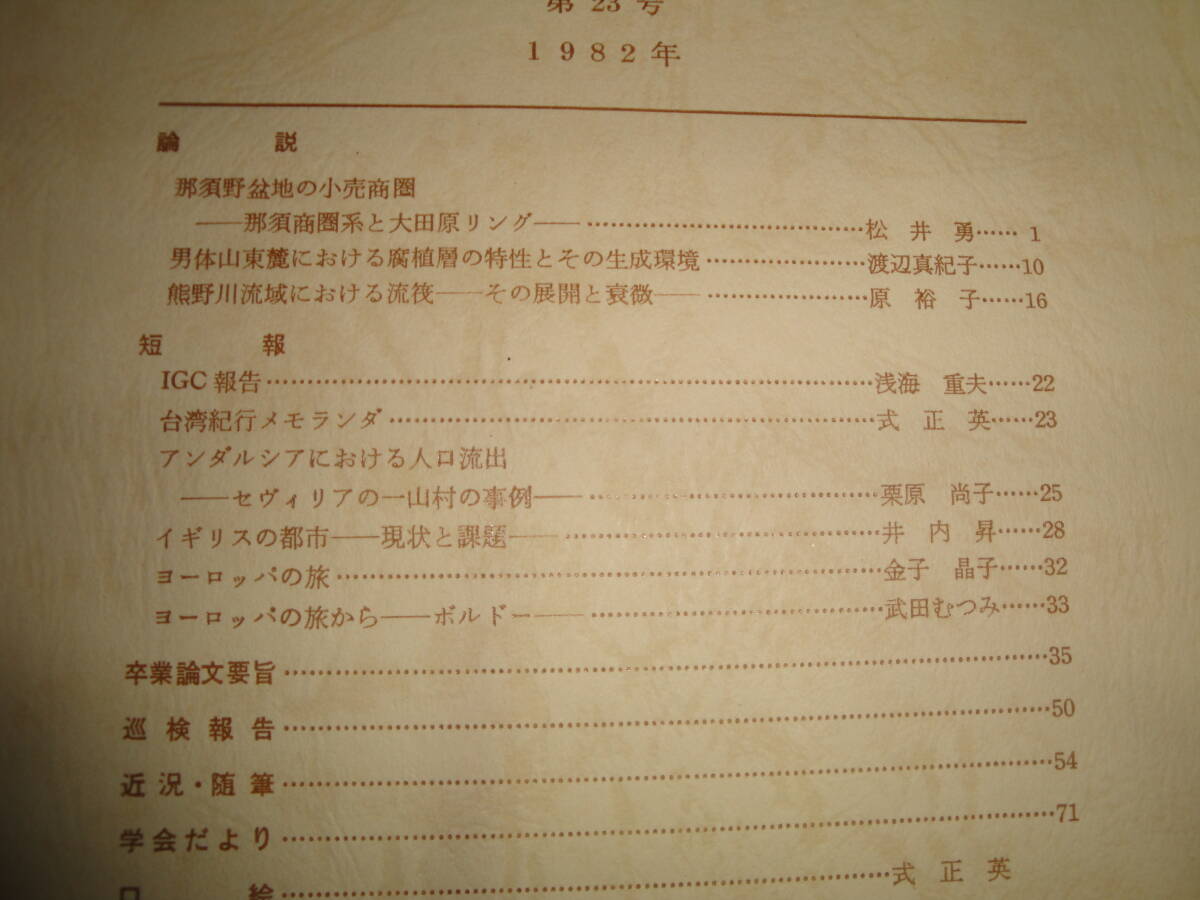 第 23 号
1982年
論　　説
那須野盆地の小売商圏
――那須商圏系と大田原リング――……………………………松 井 勇…… 1
男体山東麓における腐植層の特性とその生成環境…………………渡辺真紀子……10
熊野川流域における流筏――その展開と衰微――…………………原 裕 子……16
短　　報
IGC 報告……………………………………………………………浅海 重夫……22
台湾紀行メモランダ…………………………………………………式 正 英……23
アンダルシアにおける人口流出
――セヴィリアの一山村の事例――………………………………栗原 尚子……25
イギリスの都市――現状と課題――………………………………井 内 昇……28
ヨーロッパの旅………………………………………………………金子 晶子……32
ヨーロッパの旅から――ボルドー――……………………………武田むつみ……33
卒業論文要旨…………………………………………………………………………35
巡 検 報 告…………………………………………………………………………50
近 況・随 筆…………………………………………………………………………54
学会だより……………………………………………………………………………71
口　　絵………………………………………………………………式 正 英